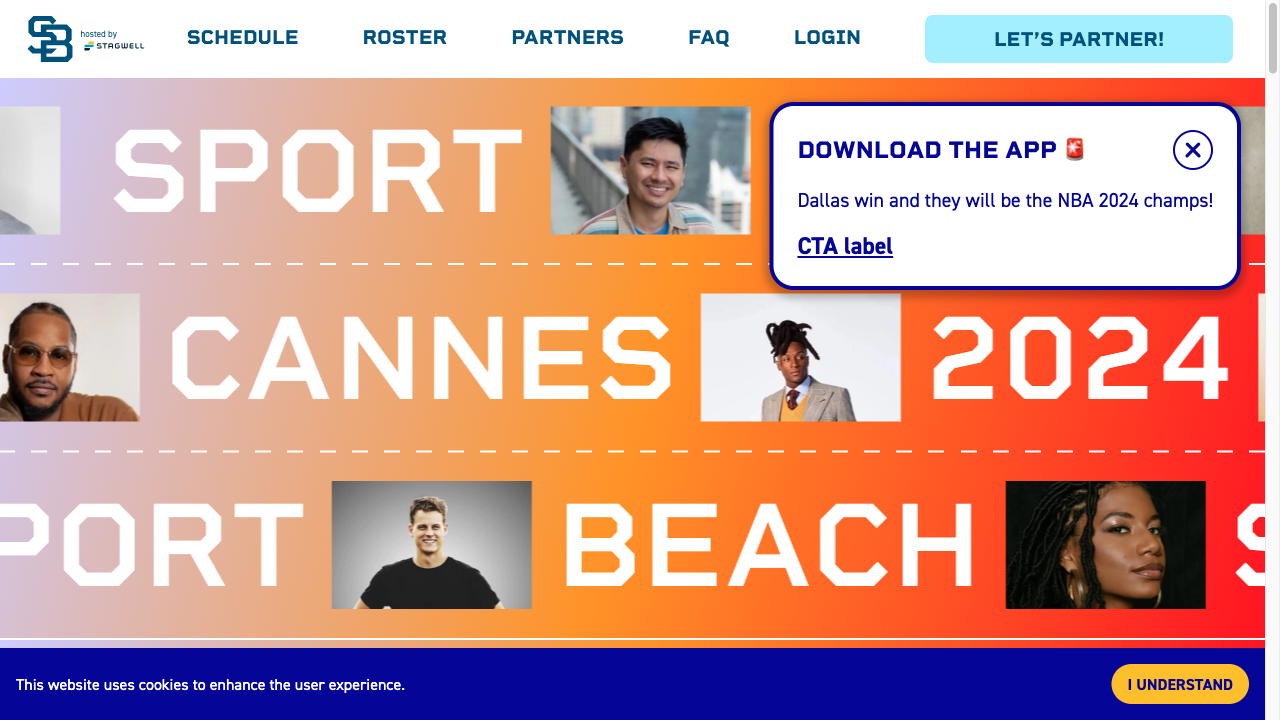 SB
hosted by
STAGWELL
SCHEDULE
ROSTER
PARTNERS
FAQ
LOGIN
LET'S PARTNER!
SPORT
DOWNLOAD THE APP 🚨
Dallas win and they will be the NBA 2024 champs!
CTA label
CANNES
2024
PORT
BEACH
S
This website uses cookies to enhance the user experience.
I UNDERSTAND